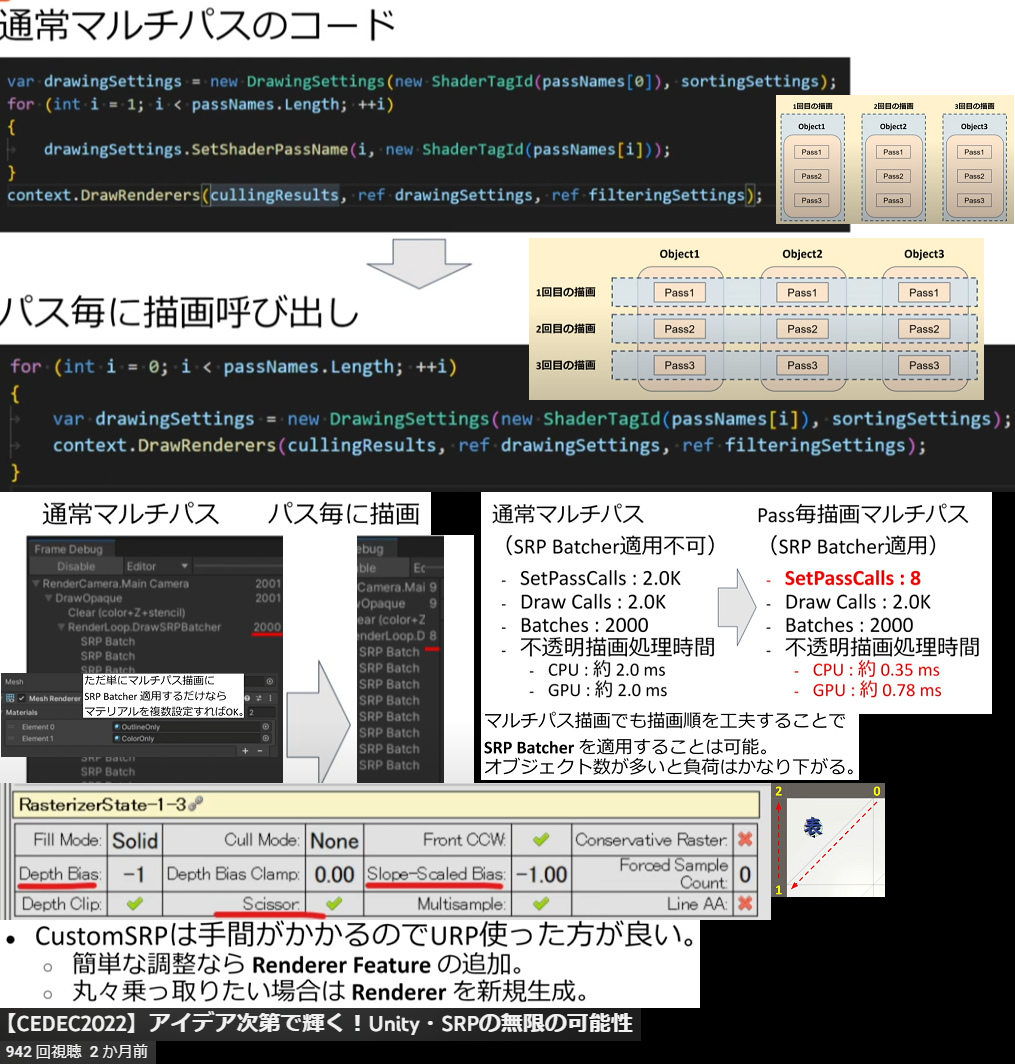 通常マルチパスのコード
var drawingSettings = new DrawingSettings(new ShaderTagId(passNames[0]), sortingSettings);
for (int i = 1; i < passNames.Length; ++i)
{
drawingSettings.SetShaderPassName(i, new ShaderTagId(passNames[i]));
}
context.DrawRenderers(cullingResults, ref drawingSettings, ref filteringSettings);
1回目の描画 2回目の描画 3回目の描画
Object1 Object2 Object3
Pass1 Pass1 Pass1
Pass2 Pass2 Pass2
Pass3 Pass3 Pass3
Object1 Object2 Object3
1回目の描画 Pass1 Pass1 Pass1
2回目の描画 Pass2 Pass2 Pass2
3回目の描画 Pass3 Pass3 Pass3
パス毎に描画呼び出し
for (int i = 0; i < passNames.Length; ++i)
{
var drawingSettings = new DrawingSettings(new ShaderTagId(passNames[i]), sortingSettings);
context.DrawRenderers(cullingResults, ref drawingSettings, ref filteringSettings);
}
通常マルチパス パス毎に描画
Frame Debug
Disable Editor
RenderCamera.Main Camera 2001
DrawOpaque 2001
Clear (color+Z+stencil)
RenderLoop.DrawSRPBatcher 2000
SRP Batch
SRP Batch
SRP Batch
Mesh
Mesh Renderer
Materials 2
Element 0 OutlineOnly
Element 1 ColorOnly
ただ単にマルチパス描画に
SRP Batcher 適用するだけなら
マテリアルを複数設定すればOK。
SRP Batch
SRP Batch
ebug
ble Ec
Camera.Mai 9
wOpaque 9
ear (color+Z
enderLoop.D 8
SRP Batch
SRP Batch
SRP Batch
SRP Batch
SRP Batch
SRP Batch
SRP Batch
SRP Batch
通常マルチパス
(SRP Batcher適用不可)
- SetPassCalls : 2.0K
- Draw Calls : 2.0K
- Batches : 2000
- 不透明描画処理時間
- CPU : 約 2.0 ms
- GPU : 約 2.0 ms
Pass毎描画マルチパス
(SRP Batcher適用)
- SetPassCalls : 8
- Draw Calls : 2.0K
- Batches : 2000
- 不透明描画処理時間
- CPU : 約 0.35 ms
- GPU : 約 0.78 ms
マルチパス描画でも描画順を工夫することで
SRP Batcher を適用することは可能。
オブジェクト数が多いと負荷はかなり下がる。
RasterizerState-1-3
Fill Mode: Solid Cull Mode: None Front CCW: Conservative Raster:
Depth Bias: -1 Depth Bias Clamp: 0.00 Slope-Scaled Bias: -1.00 Forced Sample Count: 0
Depth Clip: Scissor: Multisample: Line AA:
2 0
表
1
● CustomSRPは手間がかかるのでURP使った方が良い。
○ 簡単な調整なら Renderer Feature の追加。
○ 丸々乗っ取りたい場合は Renderer を新規生成。
【CEDEC2022】アイデア次第で輝く!Unity・SRPの無限の可能性
942 回視聴 2 か月前